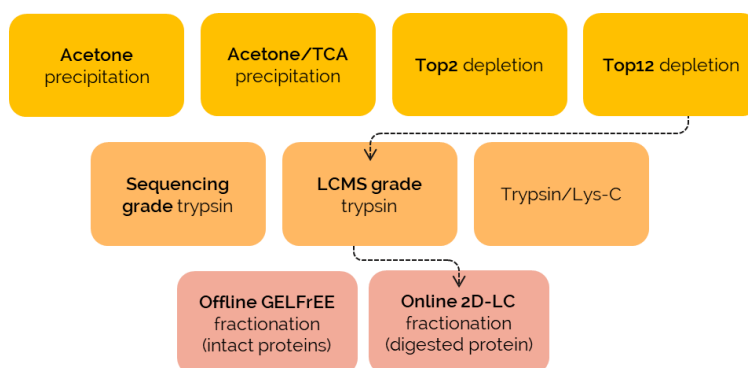 Acetone
precipitation
Acetone/TCA
precipitation
Top2 depletion
Top12 depletion
Sequencing
grade trypsin
LCMS grade
trypsin
Trypsin/Lys-C
Offline GELFrEE
fractionation
(intact proteins)
Online 2D-LC
fractionation
(digested protein)